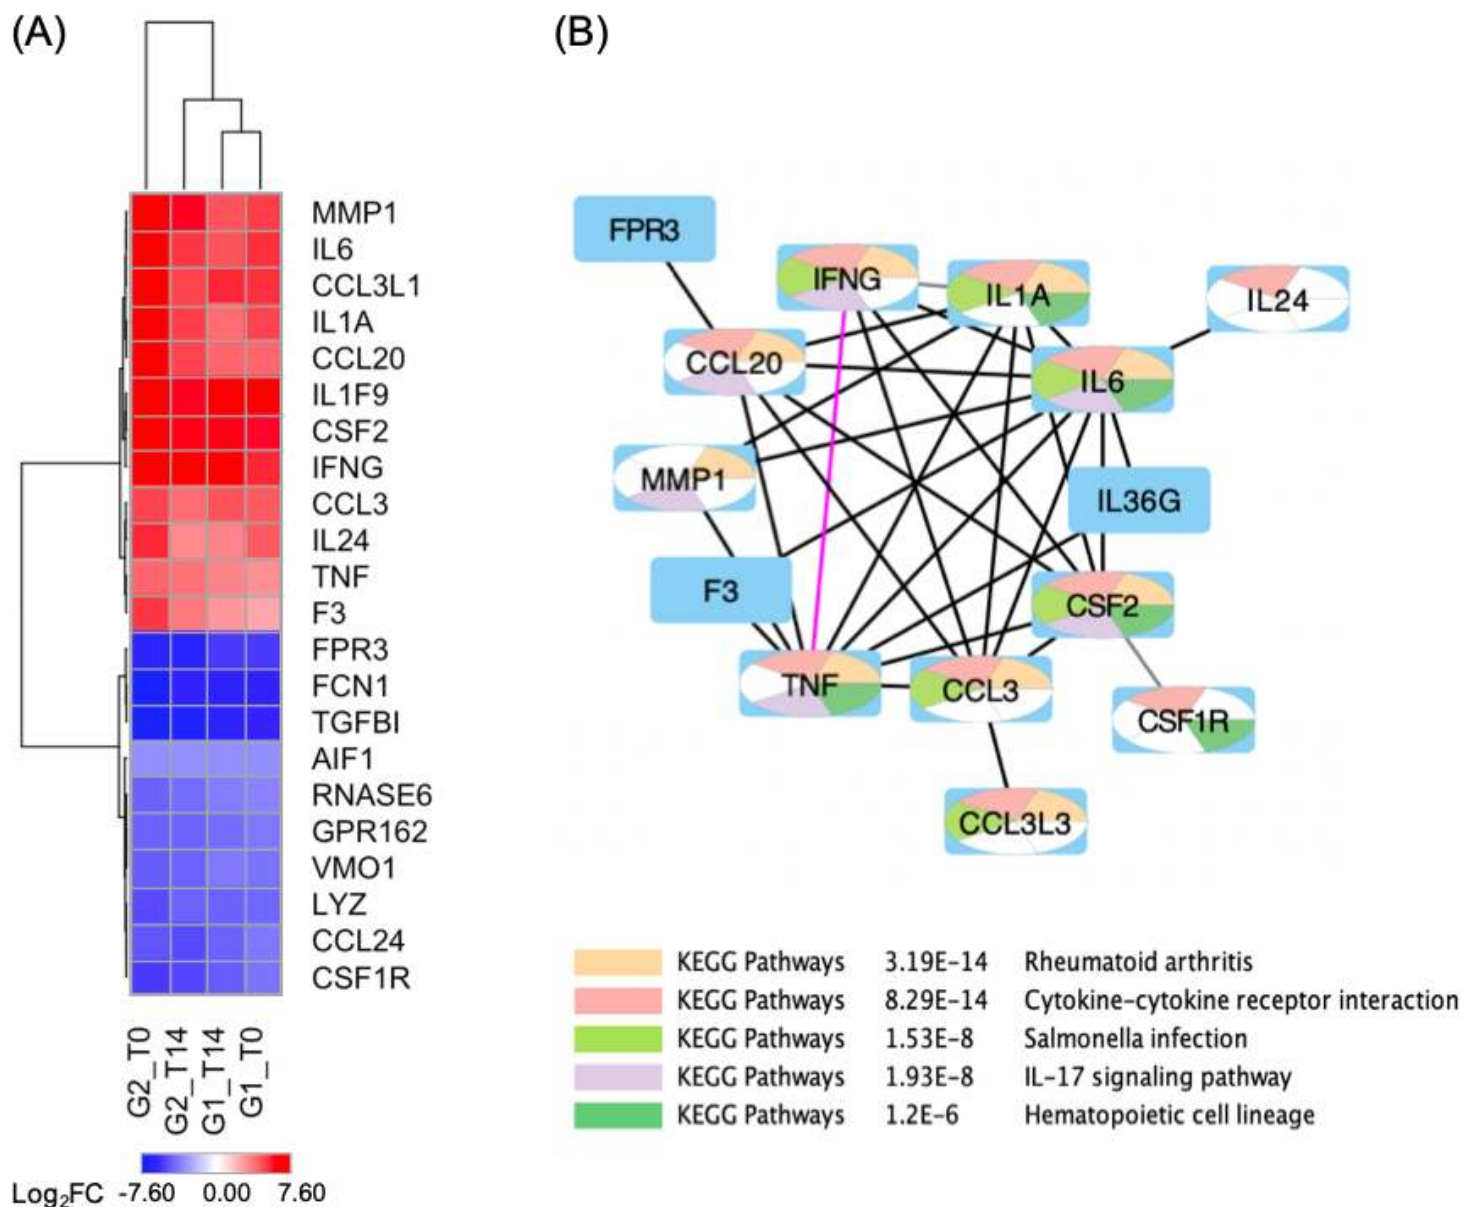 (A)
(B)
MMP1
IL6
CCL3L1
IL1A
CCL20
IL1F9
CSF2
IFNG
CCL3
IL24
TNF
F3
FPR3
FCN1
TGFBI
AIF1
RNASE6
GPR162
VMO1
LYZ
CCL24
CSF1R
G2_T0
G2_T14
G1_T14
G1_T0
Log2FC -7.60 0.00 7.60
FPR3
IFNG
IL1A
IL24
CCL20
IL6
MMP1
IL36G
F3
CSF2
TNF
CCL3
CSF1R
CCL3L3
KEGG Pathways 3.19E-14 Rheumatoid arthritis
KEGG Pathways 8.29E-14 Cytokine-cytokine receptor interaction
KEGG Pathways 1.53E-8 Salmonella infection
KEGG Pathways 1.93E-8 IL-17 signaling pathway
KEGG Pathways 1.2E-6 Hematopoietic cell lineage